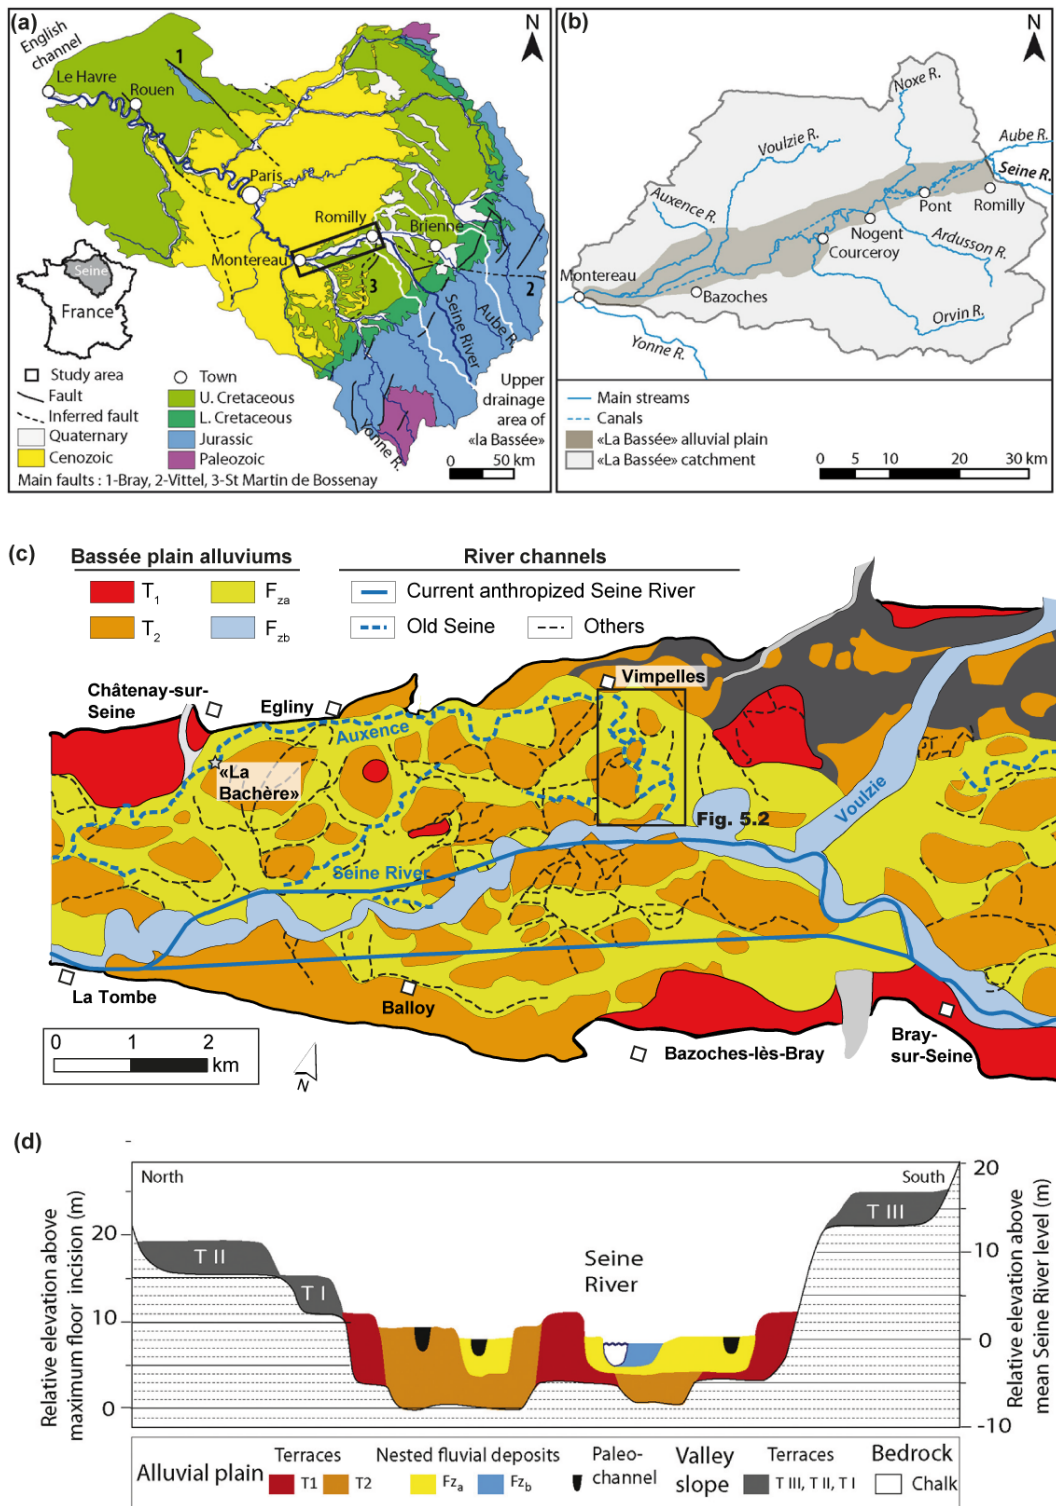 (a)
N
English
channel
1
Le Havre
Rouen
Paris
Romilly
Brienne
Montereau
3
2
Seine
France
Seine River
Aube R.
Yonne R.
Upper
drainage
area of
«la Bassée»
Study area
Town
Fault
U. Cretaceous
Inferred fault
L. Cretaceous
Quaternary
Jurassic
Cenozoic
Paleozoic
0 50 km
Main faults : 1-Bray, 2-Vittel, 3-St Martin de Bossenay
(b)
N
Noxe R.
Voulzie R.
Aube R.
Seine R.
Auxence R.
Pont
Romilly
Nogent
Ardusson R.
Courceroy
Montereau
Bazoches
Orvin R.
Yonne R.
Main streams
Canals
«La Bassée» alluvial plain
«La Bassée» catchment
0 5 10 20 30 km
(c)
Bassée plain alluviums
River channels
T1
Fza
Current anthropized Seine River
T2
Fzb
Old Seine
Others
Vimpelles
Châtenay-sur-
Seine
Egligny
Auxence
«La
Bachère»
Voulzie
Fig. 5.2
Seine River
La Tombe
Balloy
Bazoches-lès-Bray
Bray-
sur-Seine
0 1 2
km
N
(d)
North
South
Relative elevation above
maximum floor incision (m)
20
10
0
T II
T I
Seine
River
T III
20
10
0
-10
Relative elevation above
mean Seine River level (m)
Alluvial plain
Terraces
T1 T2
Nested fluvial deposits
Fza Fzb
Paleo-
channel
Valley
slope
Terraces
T III, T II, T I
Bedrock
Chalk